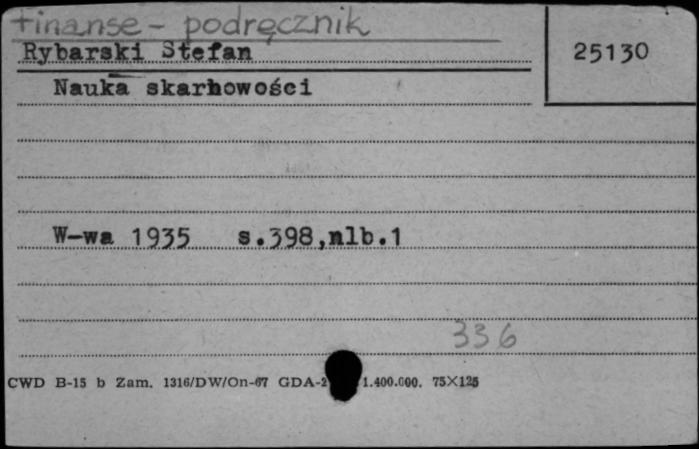 finanse - podręcznik
Rybarski Stefan
25130
Nauka skarbowości
W-wa 1935 s.398,nlb.1
336
CWD B-15 b Zam. 1316/DW/On-67 GDA-2 1.400.000. 75X125